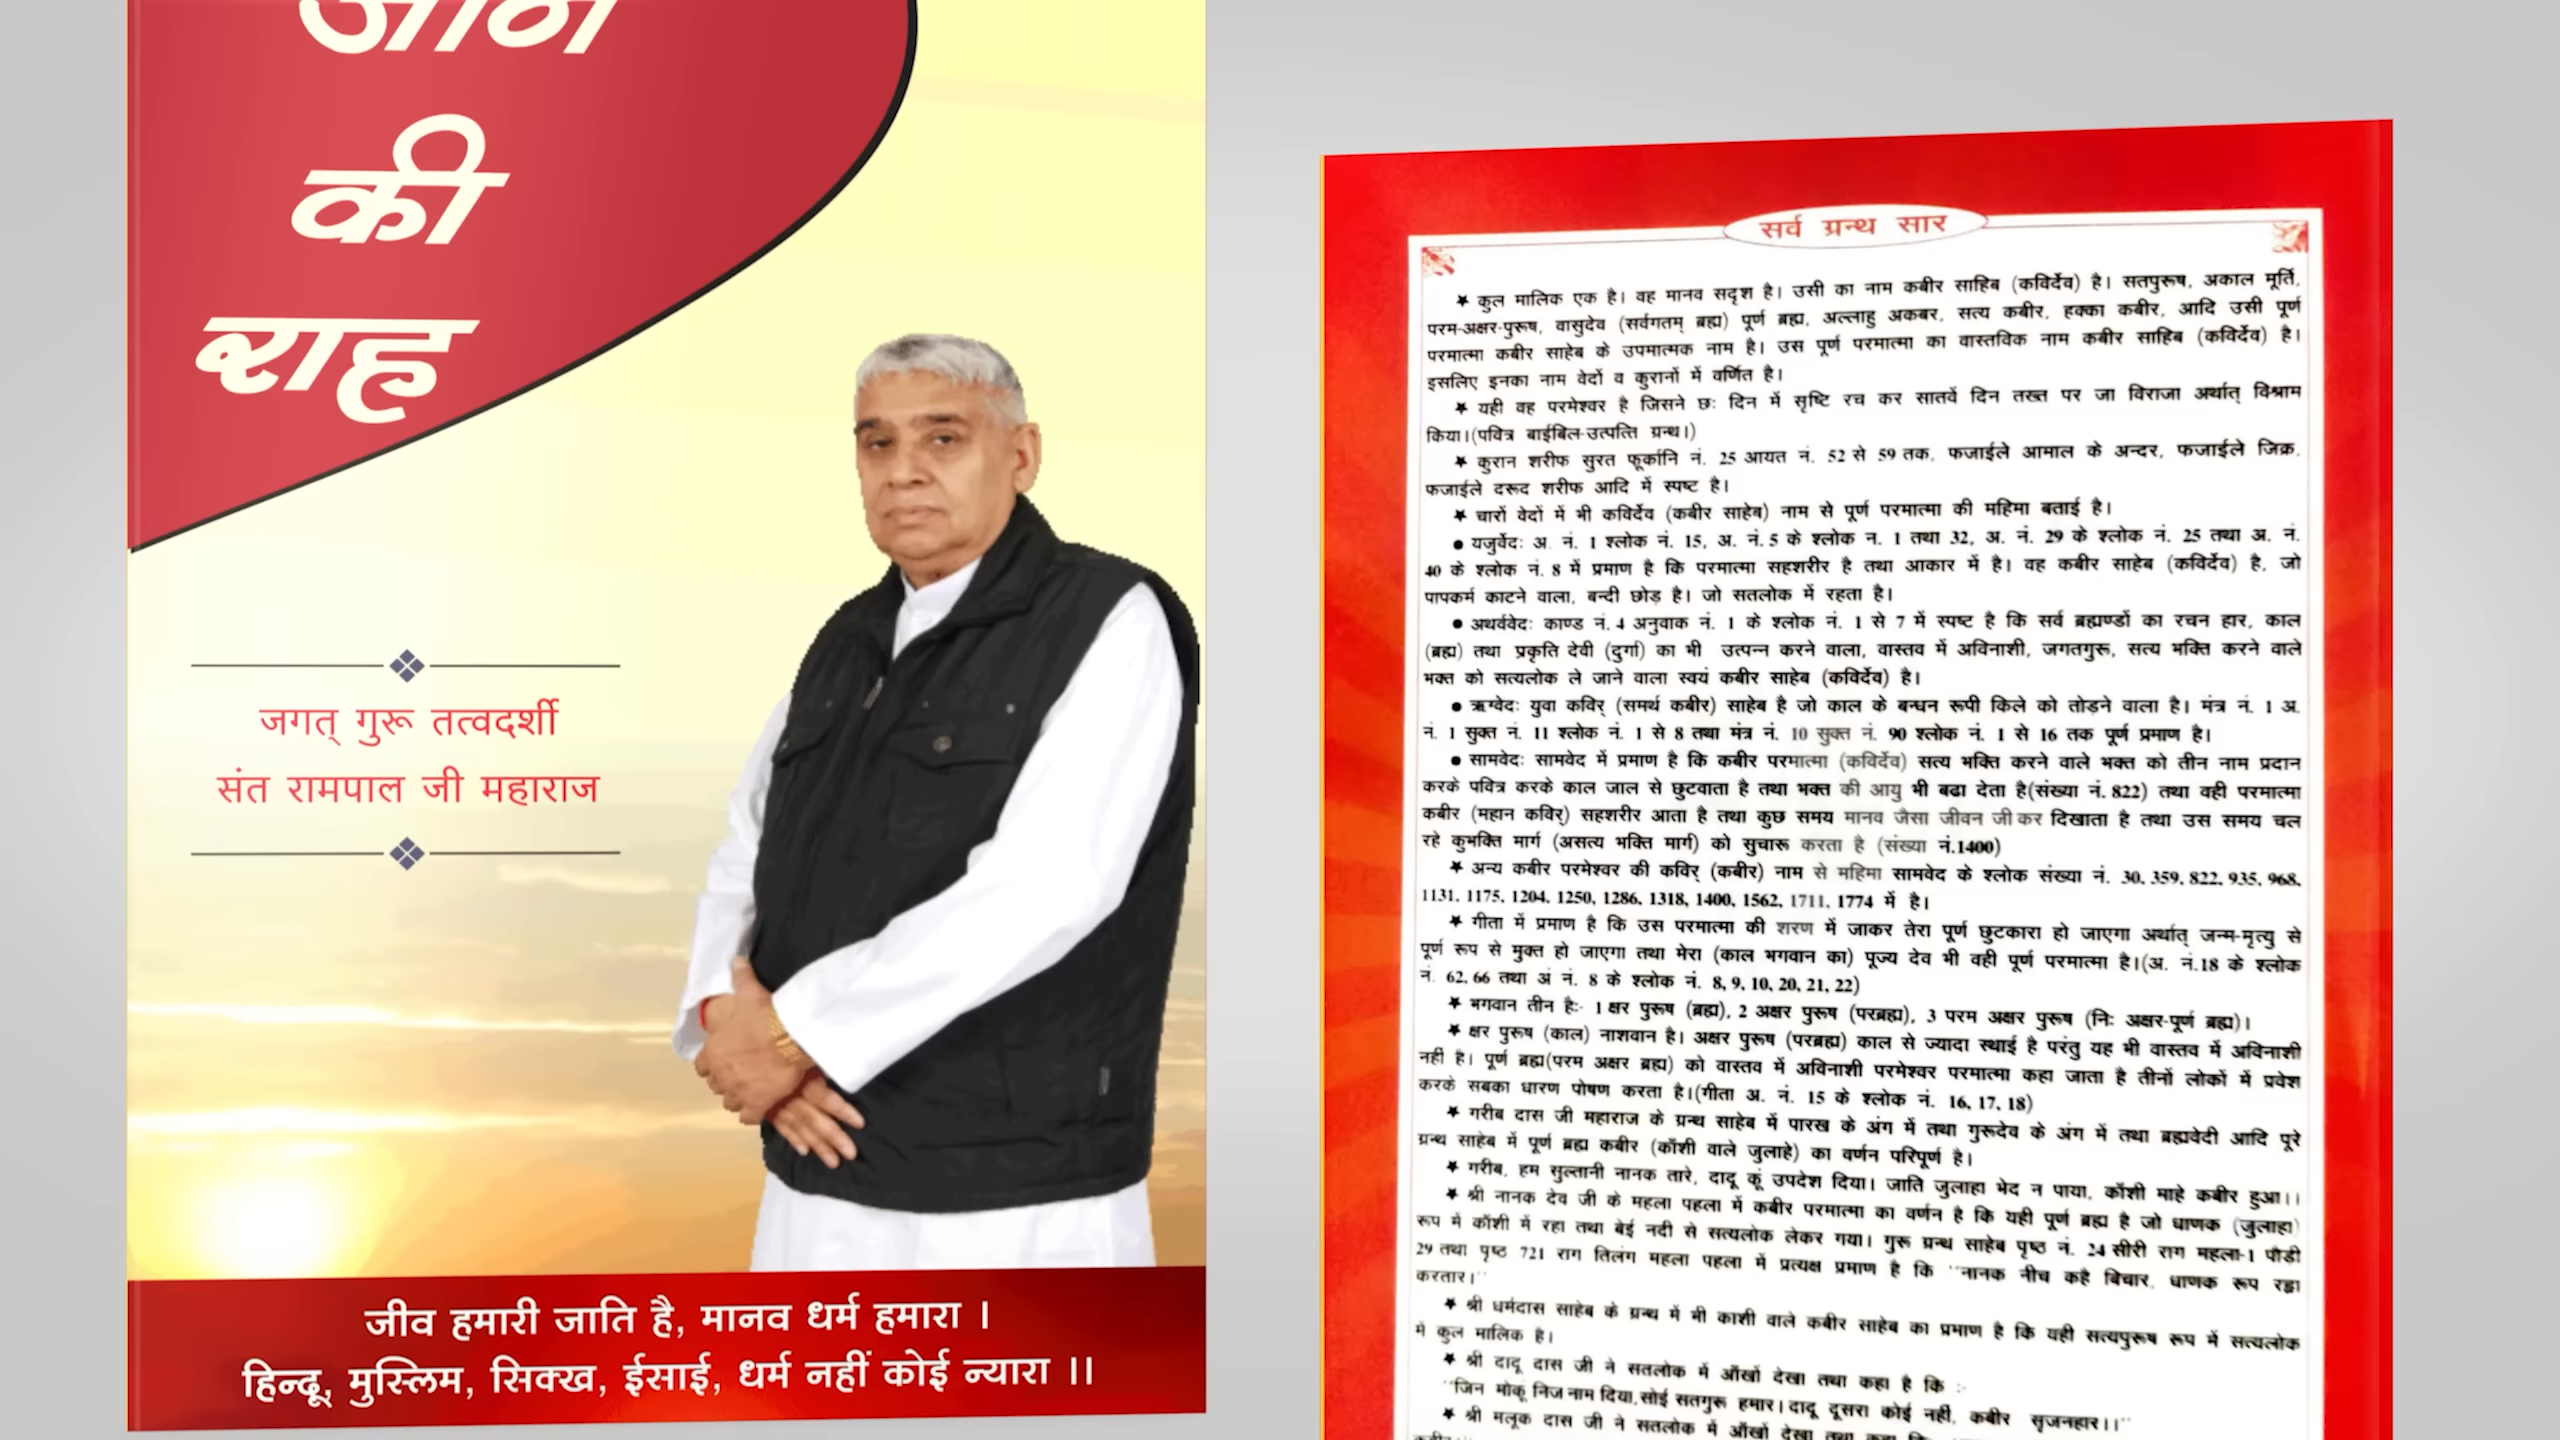 की
राह
जगत् गुरू तत्वदर्शी
संत रामपाल जी महाराज
जीव हमारी जाति है, मानव धर्म हमारा ।
हिन्दू, मुस्लिम, सिक्ख, ईसाई, धर्म नहीं कोई न्यारा ।।
सर्व ग्रन्थ सार
★ कुल मालिक एक है। वह मानव सदृश है। उसी का नाम कबीर साहिब (कविर्देव) है। सतपुरूष, अकाल मूर्ति,
परम-अक्षर-पुरूष, वासुदेव (सर्वगतम् ब्रह्म) पूर्ण ब्रह्म, अल्लाहु अकबर, सत्य कबीर, हक्का कबीर, आदि उसी पूर्ण
परमात्मा कबीर साहेब के उपमात्मक नाम है। उस पूर्ण परमात्मा का वास्तविक नाम कबीर साहिब (कविर्देव) है।
इसलिए इनका नाम वेदों व कुरानों में वर्णित है।
★ यही वह परमेश्वर है जिसने छः दिन में सृष्टि रच कर सातवें दिन तख्त पर जा विराजा अर्थात् विश्राम
किया।(पवित्र बाईबिल-उत्पत्ति ग्रन्थ।)
★ कुरान शरीफ सुरत फूर्कानि नं. 25 आयत नं. 52 से 59 तक, फजाईले आमाल के अन्दर, फजाईले जिक्र,
फजाईले दरूद शरीफ आदि में स्पष्ट है।
★ चारों वेदों में भी कविर्देव (कबीर साहेब) नाम से पूर्ण परमात्मा की महिमा बताई है।
● यजुर्वेदः अ. नं. 1 श्लोक नं. 15, अ. नं. 5 के श्लोक न. 1 तथा 32, अ. नं. 29 के श्लोक नं. 25 तथा अ. नं.
40 के श्लोक नं. 8 में प्रमाण है कि परमात्मा सहशरीर है तथा आकार में है। वह कबीर साहेब (कविर्देव) है, जो
पापकर्म काटने वाला, बन्दी छोड़ है। जो सतलोक में रहता है।
● अथर्ववेदः काण्ड नं. 4 अनुवाक नं. 1 के श्लोक नं. 1 से 7 में स्पष्ट है कि सर्व ब्रह्मण्डों का रचन हार, काल
(ब्रह्म) तथा प्रकृति देवी (दुर्गा) का भी उत्पन्न करने वाला, वास्तव में अविनाशी, जगतगुरू, सत्य भक्ति करने वाले
भक्त को सत्यलोक ले जाने वाला स्वयं कबीर साहेब (कविर्देव) है।
● ऋग्वेदः युवा कविर् (समर्थ कबीर) साहेब है जो काल के बन्धन रूपी किले को तोड़ने वाला है। मंत्र नं. 1 अ.
नं. 1 सुक्त नं. 11 श्लोक नं. 1 से 8 तथा मंत्र नं. 10 सुक्त नं. 90 श्लोक नं. 1 से 16 तक पूर्ण प्रमाण है।
● सामवेदः सामवेद में प्रमाण है कि कबीर परमात्मा (कविर्देव) सत्य भक्ति करने वाले भक्त को तीन नाम प्रदान
करके पवित्र करके काल जाल से छुटवाता है तथा भक्त की आयु भी बढा देता है(संख्या नं. 822) तथा वही परमात्मा
कबीर (महान कविर्) सहशरीर आता है तथा कुछ समय मानव जैसा जीवन जी कर दिखाता है तथा उस समय चल
रहे कुभक्ति मार्ग (असत्य भक्ति मार्ग) को सुचारू करता है (संख्या नं.1400)
★ अन्य कबीर परमेश्वर की कविर् (कबीर) नाम से महिमा सामवेद के श्लोक संख्या नं. 30, 359, 822, 935, 968,
1131, 1175, 1204, 1250, 1286, 1318, 1400, 1562, 1711, 1774 में है।
★ गीता में प्रमाण है कि उस परमात्मा की शरण में जाकर तेरा पूर्ण छुटकारा हो जाएगा अर्थात् जन्म-मृत्यु से
पूर्ण रूप से मुक्त हो जाएगा तथा मेरा (काल भगवान का) पूज्य देव भी वही पूर्ण परमात्मा है।(अ. नं.18 के श्लोक
नं. 62, 66 तथा अं नं. 8 के श्लोक नं. 8, 9, 10, 20, 21, 22)
★ भगवान तीन हैः- 1 क्षर पुरूष (ब्रह्म), 2 अक्षर पुरूष (परब्रह्म), 3 परम अक्षर पुरूष (निः अक्षर-पूर्ण ब्रह्म)।
★ क्षर पुरूष (काल) नाशवान है। अक्षर पुरूष (परब्रह्म) काल से ज्यादा स्थाई है परंतु यह भी वास्तव में अविनाशी
नहीं है। पूर्ण ब्रह्म(परम अक्षर ब्रह्म) को वास्तव में अविनाशी परमेश्वर परमात्मा कहा जाता है तीनों लोकों में प्रवेश
करके सबका धारण पोषण करता है।(गीता अ. नं. 15 के श्लोक नं. 16, 17, 18)
★ गरीब दास जी महाराज के ग्रन्थ साहेब में पारख के अंग में तथा गुरूदेव के अंग में तथा ब्रह्मवेदी आदि पूरे
ग्रन्थ साहेब में पूर्ण ब्रह्म कबीर (काँशी वाले जुलाहे) का वर्णन परिपूर्ण है।
★ गरीब, हम सुल्तानी नानक तारे, दादू कूं उपदेश दिया। जाति जुलाहा भेद न पाया, काँशी माहे कबीर हुआ।।
★ श्री नानक देव जी के महला पहला में कबीर परमात्मा का वर्णन है कि यही पूर्ण ब्रह्म है जो धाणक (जुलाहा)
रूप में काँशी में रहा तथा बेई नदी से सत्यलोक लेकर गया। गुरू ग्रन्थ साहेब पृष्ठ नं. 24 सीरी राग महला-1 पौड़ी
29 तथा पृष्ठ 721 राग तिलंग महला पहला में प्रत्यक्ष प्रमाण है कि ''नानक नीच कहै बिचार, धाणक रूप रह्रा
करतार।''
★ श्री धर्मदास साहेब के ग्रन्थ में भी काशी वाले कबीर साहेब का प्रमाण है कि यही सत्यपुरूष रूप में सत्यलोक
में कुल मालिक है।
★ श्री दादू दास जी ने सतलोक में आँखों देखा तथा कहा है कि :-
''जिन मोकू निज नाम दिया, सोई सतगुरू हमार। दादू दूसरा कोई नहीं, कबीर सृजनहार।।''
★ श्री मलूक दास जी ने सतलोक में आँखों देखा तथा कहा